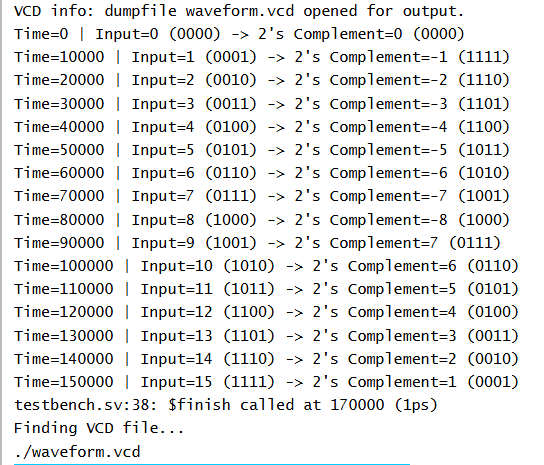 VCD info: dumpfile waveform.vcd opened for output.
Time=0 | Input=0 (0000) -> 2's Complement=0 (0000)
Time=10000 | Input=1 (0001) -> 2's Complement=-1 (1111)
Time=20000 | Input=2 (0010) -> 2's Complement=-2 (1110)
Time=30000 | Input=3 (0011) -> 2's Complement=-3 (1101)
Time=40000 | Input=4 (0100) -> 2's Complement=-4 (1100)
Time=50000 | Input=5 (0101) -> 2's Complement=-5 (1011)
Time=60000 | Input=6 (0110) -> 2's Complement=-6 (1010)
Time=70000 | Input=7 (0111) -> 2's Complement=-7 (1001)
Time=80000 | Input=8 (1000) -> 2's Complement=-8 (1000)
Time=90000 | Input=9 (1001) -> 2's Complement=7 (0111)
Time=100000 | Input=10 (1010) -> 2's Complement=6 (0110)
Time=110000 | Input=11 (1011) -> 2's Complement=5 (0101)
Time=120000 | Input=12 (1100) -> 2's Complement=4 (0100)
Time=130000 | Input=13 (1101) -> 2's Complement=3 (0011)
Time=140000 | Input=14 (1110) -> 2's Complement=2 (0010)
Time=150000 | Input=15 (1111) -> 2's Complement=1 (0001)
testbench.sv:38: $finish called at 170000 (1ps)
Finding VCD file...
./waveform.vcd